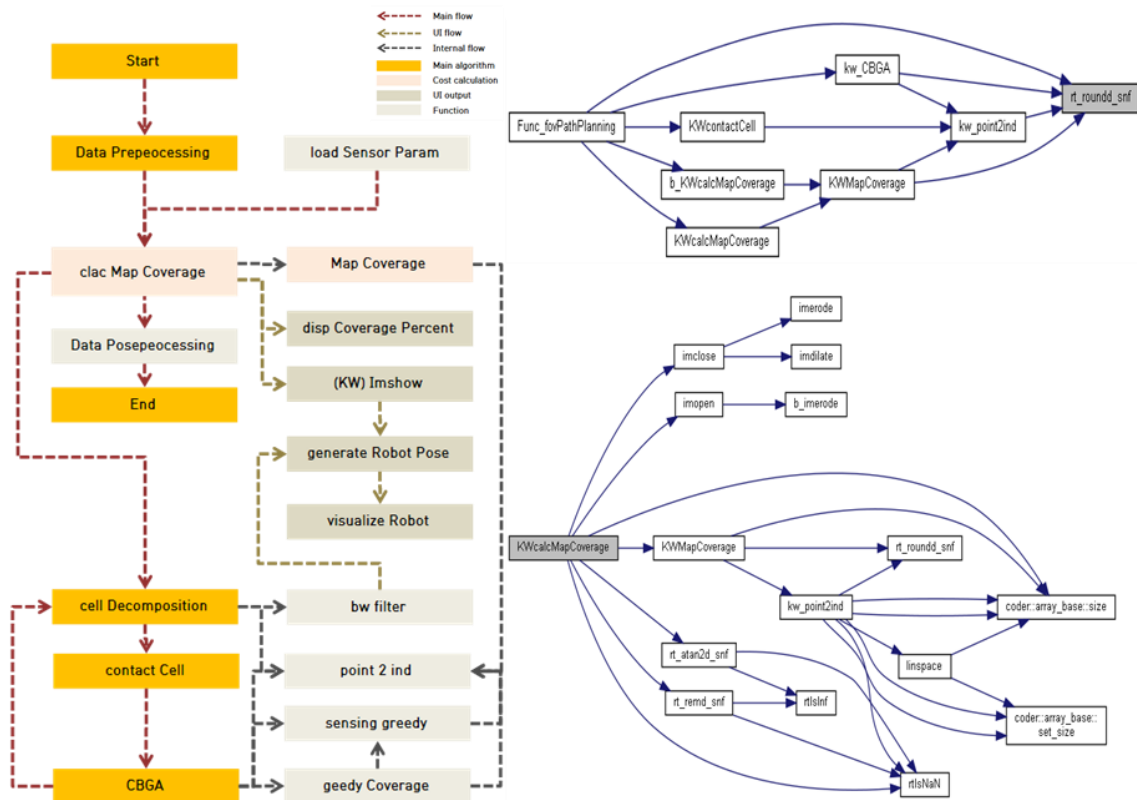 Main flow
UI flow
Internal flow
Main algorithm
Cost calculation
UI output
Function
Start
Data Prepeocessing
load Sensor Param
clac Map Coverage
Map Coverage
Data Posepeocessing
disp Coverage Percent
End
(KW) Imshow
generate Robot Pose
visualize Robot
cell Decomposition
bw filter
contact Cell
point 2 ind
sensing greedy
CBGA
geedy Coverage
Func_fovPathPlanning
kw_CBGA
rt_roundd_snf
KWcontactCell
kw_point2ind
b_KWcalcMapCoverage
KWMapCoverage
KWcalcMapCoverage
imerode
imclose
imdilate
imopen
b_imerode
KWcalcMapCoverage
KWMapCoverage
rt_roundd_snf
kw_point2ind
coder::array_base::size
rt_atan2d_snf
linspace
rt_remd_snf
rtIsInf
coder::array_base::
set_size
rtIsNaN